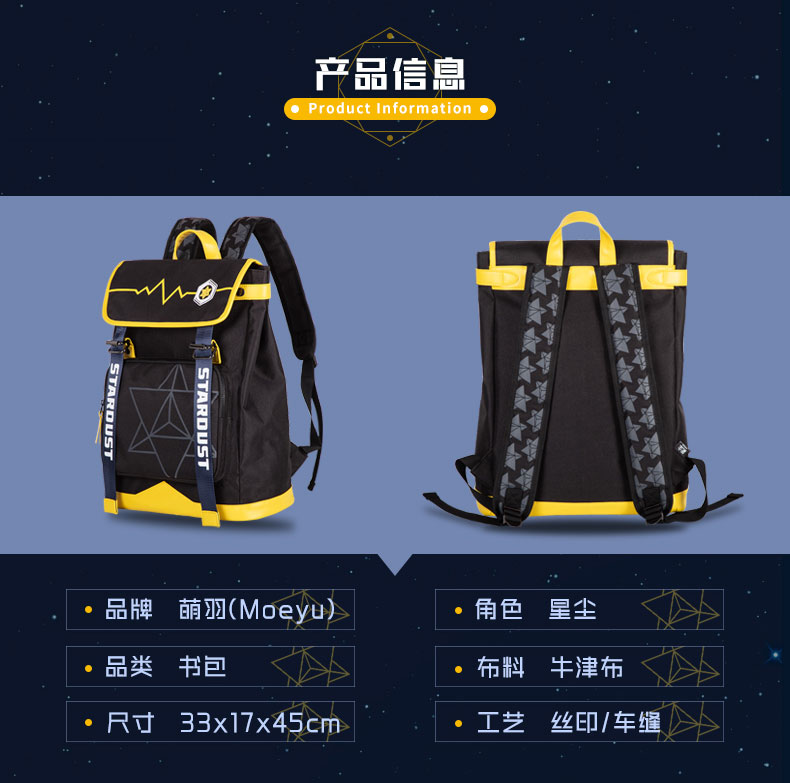 产品信息
Product Information
STARDUST
STARDUST
品牌 萌羽(Moeyu)
角色 星尘
品类 书包
布料 牛津布
尺寸 33x17x45cm
工艺 丝印/车缝